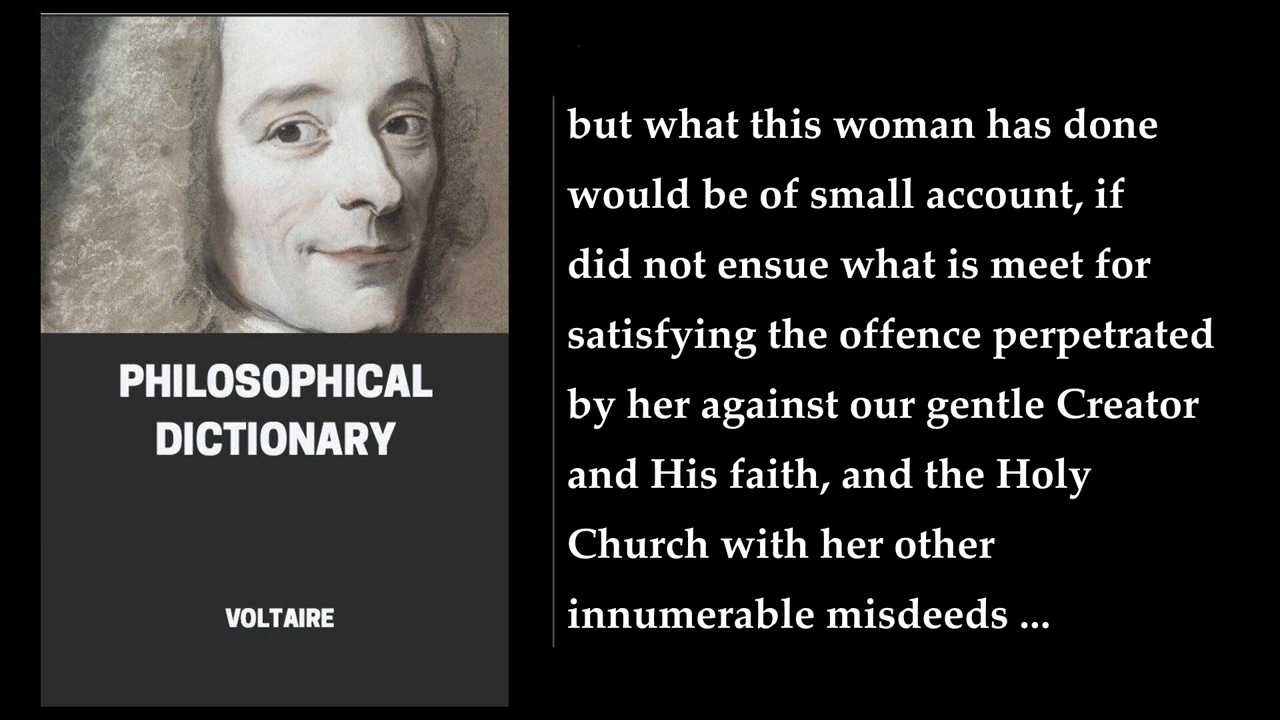 PHILOSOPHICAL
DICTIONARY
VOLTAIRE
but what this woman has done
would be of small account, if
did not ensue what is meet for
satisfying the offence perpetrated
by her against our gentle Creator
and His faith, and the Holy
Church with her other
innumerable misdeeds ...